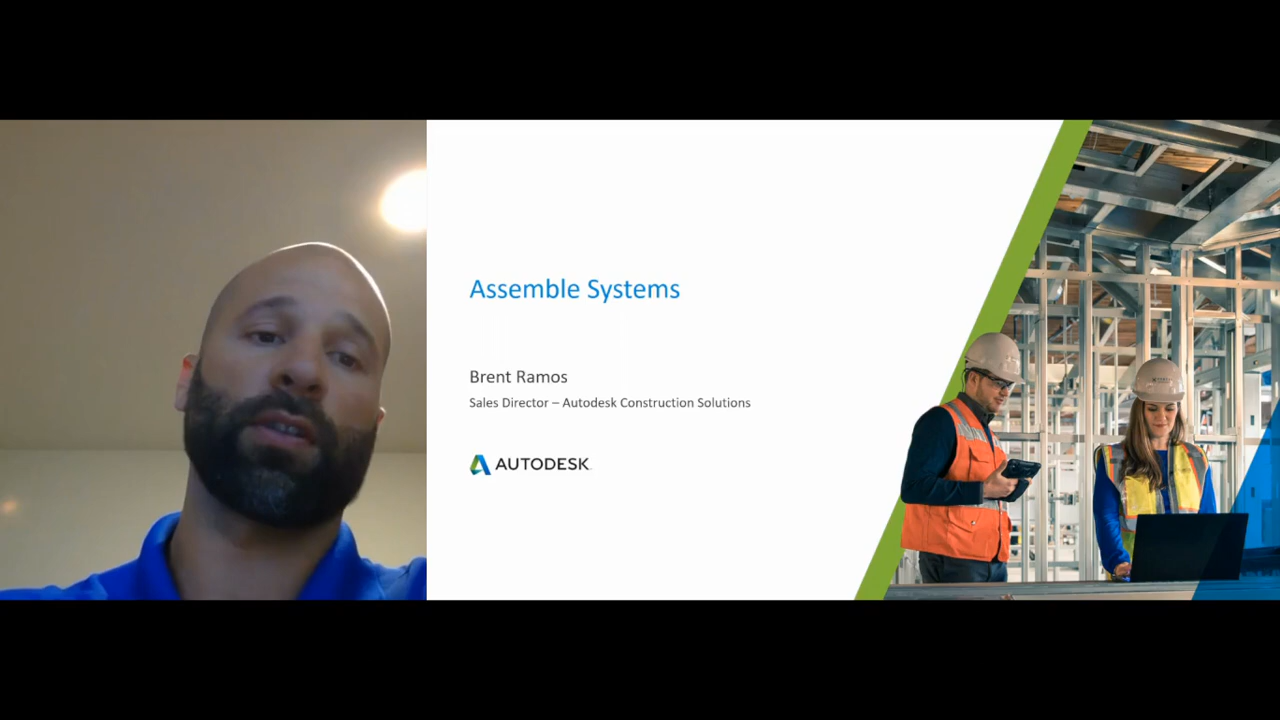 Assemble Systems
Brent Ramos
Sales Director – Autodesk Construction Solutions
AUTODESK